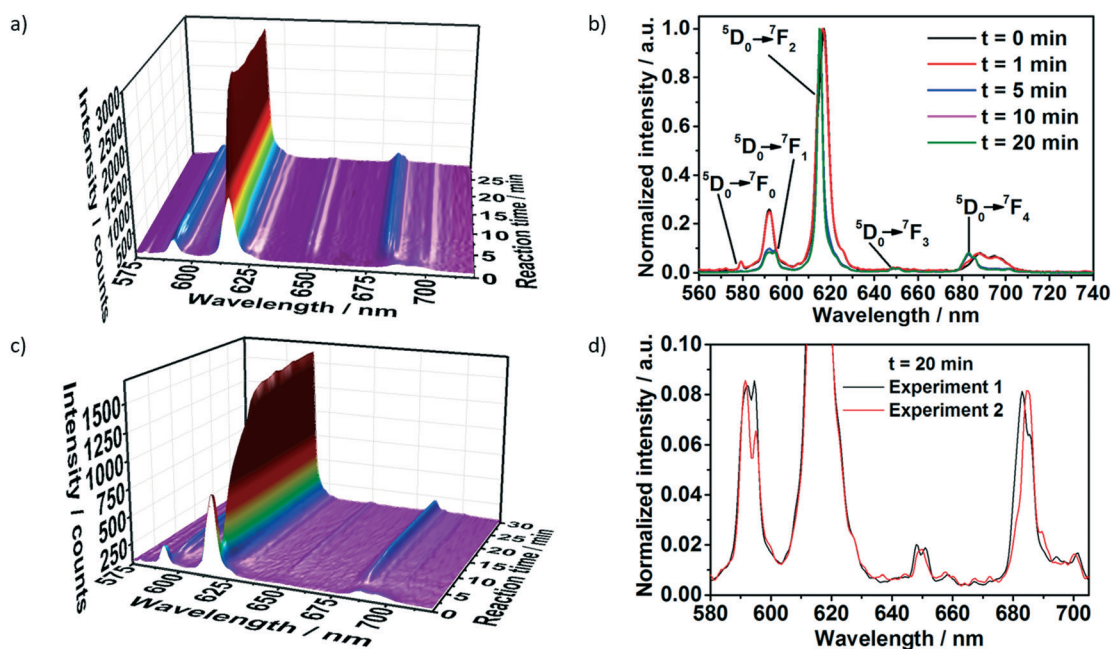 a)
Intensity / counts
3000
2500
2000
1500
1000
500
575
600
625
650
675
700
Wavelength / nm
0
5
10
15
20
25
Reaction time / min
b)
Normalized intensity / a.u.
1.0
0.8
0.6
0.4
0.2
0.0
⁵D₀→⁷F₂
⁵D₀→⁷F₁
⁵D₀→⁷F₀
⁵D₀→⁷F₃
⁵D₀→⁷F₄
t = 0 min
t = 1 min
t = 5 min
t = 10 min
t = 20 min
560 580 600 620 640 660 680 700 720 740
Wavelength / nm
c)
Intensity / counts
1500
1250
1000
750
500
250
575
600
625
650
675
700
Wavelength / nm
0
5
10
15
20
25
30
Reaction time / min
d)
Normalized intensity / a.u.
0.10
0.08
0.06
0.04
0.02
0.00
t = 20 min
Experiment 1
Experiment 2
580 600 620 640 660 680 700
Wavelength / nm